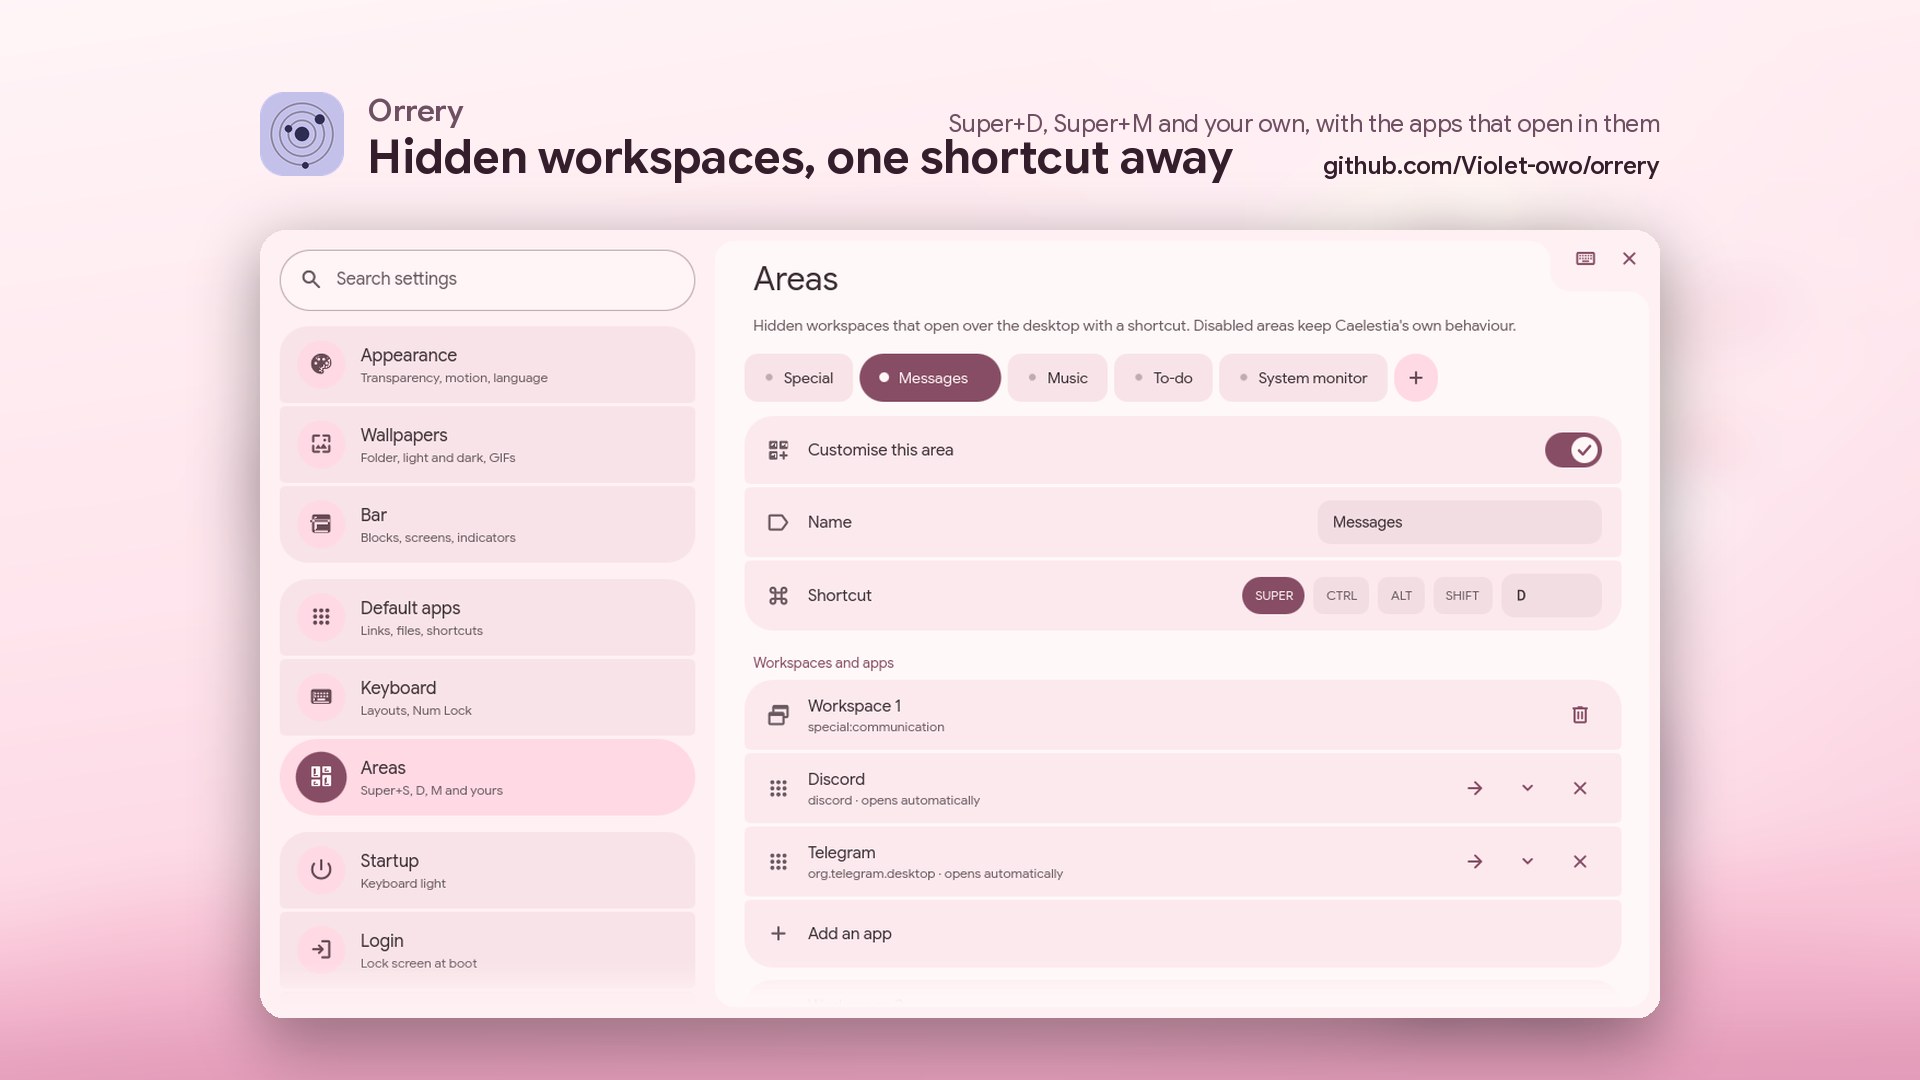 Orrery
Hidden workspaces, one shortcut away
Super+D, Super+M and your own, with the apps that open in them
github.com/Violet-owo/orrery
Search settings
Appearance
Transparency, motion, language
Wallpapers
Folder, light and dark, GIFs
Bar
Blocks, screens, indicators
Default apps
Links, files, shortcuts
Keyboard
Layouts, Num Lock
Areas
Super+S, D, M and yours
Startup
Keyboard light
Login
Lock screen at boot
Areas
Hidden workspaces that open over the desktop with a shortcut. Disabled areas keep Caelestia's own behaviour.
Special
Messages
Music
To-do
System monitor
Customise this area
Name
Messages
Shortcut
SUPER
CTRL
ALT
SHIFT
D
Workspaces and apps
Workspace 1
special:communication
Discord
discord · opens automatically
Telegram
org.telegram.desktop · opens automatically
Add an app